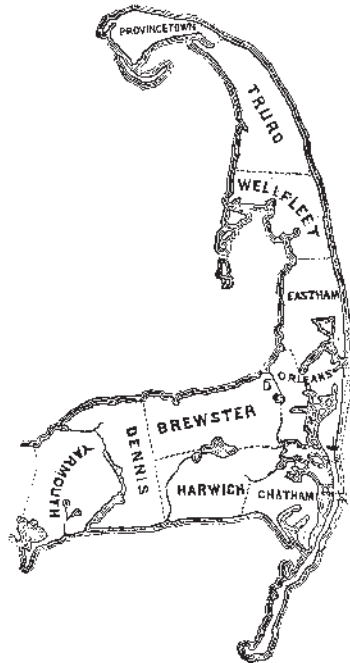 PROVINCETOWN
TRURO
WELLFLEET
EASTHAM
ORLEANS
BREWSTER
DENNIS
YARMOUTH
HARWICH
CHATHAM